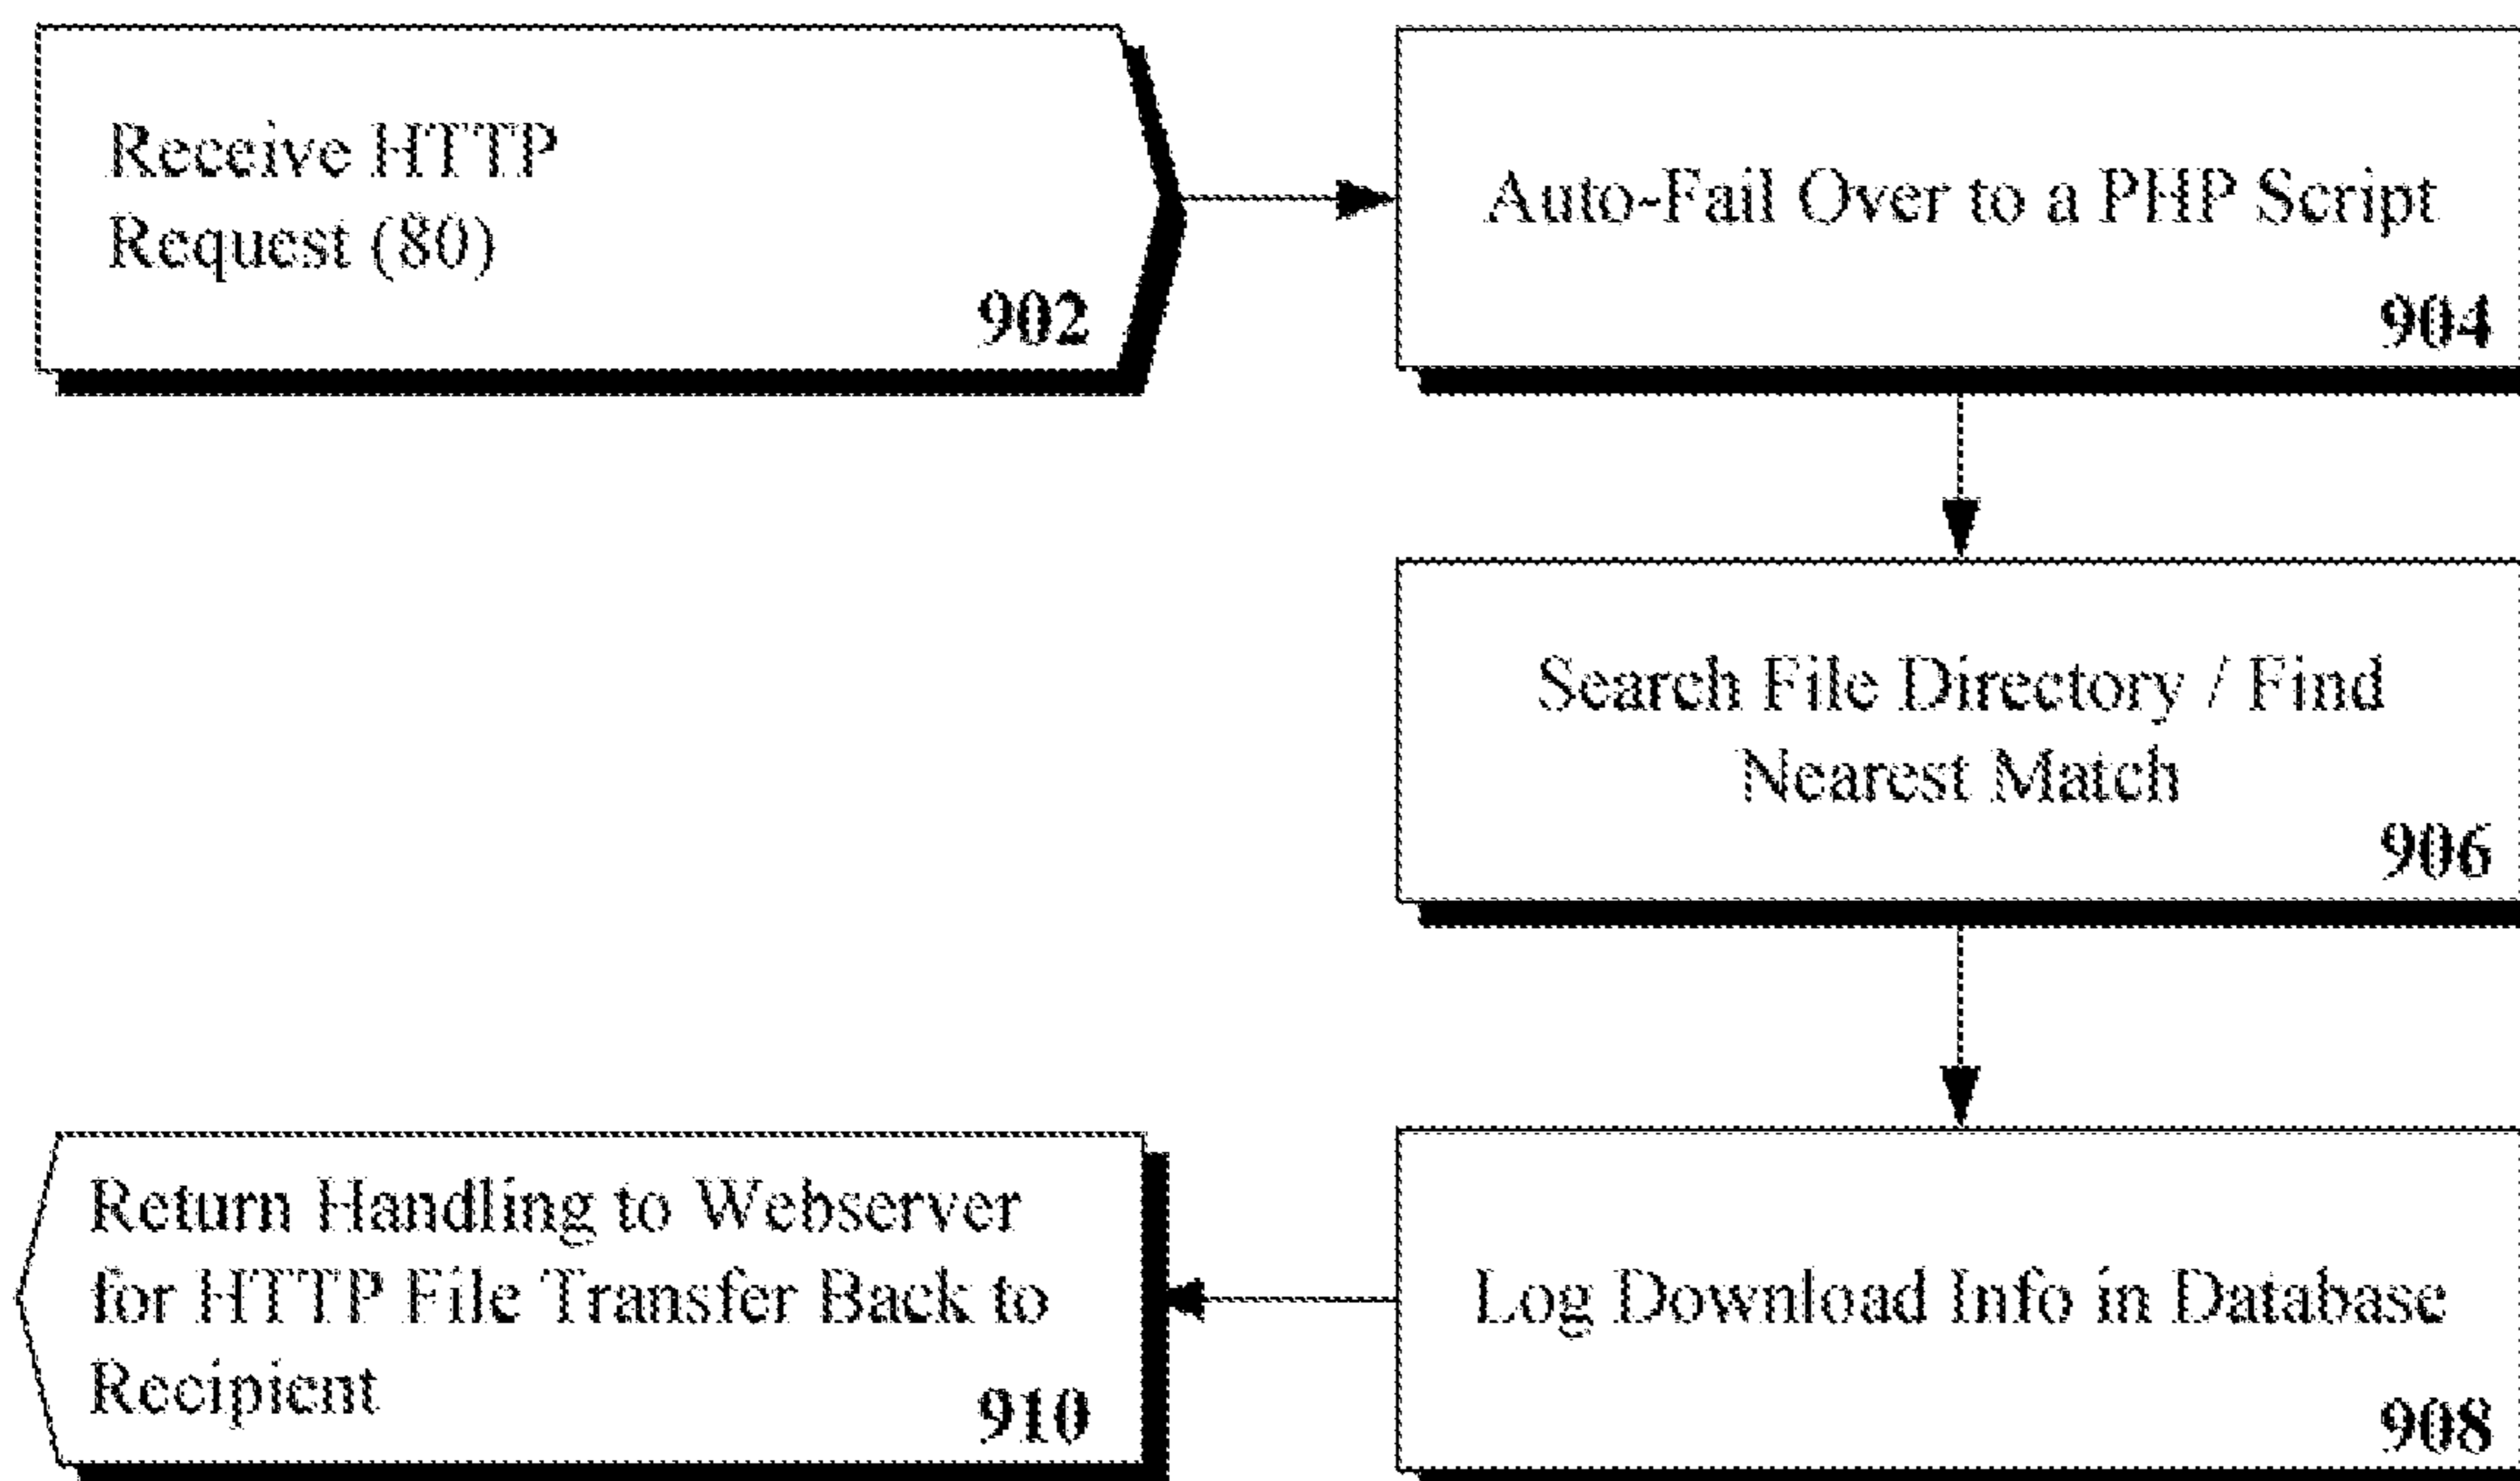 Receive HTTP
Request (80)
902
Auto-Fail Over to a PHP Script
904
Search File Directory / Find
Nearest Match
906
Log Download Info in Database
908
Return Handling to Webserver
for HTTP File Transfer Back to
Recipient
910